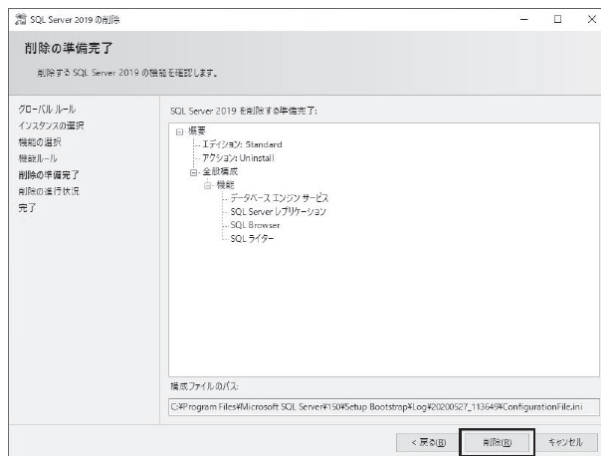 SQL Server 2019 の削除
削除の準備完了
削除する SQL Server 2019 の機能を確認します。
グローバル ルール
インスタンスの選択
機能の選択
機能ルール
削除の準備完了
削除の進行状況
完了
SQL Server 2019 を削除する準備完了:
概要
エディション: Standard
アクション: Uninstall
全般構成
機能
データベース エンジン サービス
SQL Server レプリケーション
SQL Browser
SQL ライター
構成ファイルのパス:
C:¥Program Files¥Microsoft SQL Server¥150¥Setup Bootstrap¥Log¥20200527_113649¥ConfigurationFile.ini
< 戻る(B)
削除(R)
キャンセル